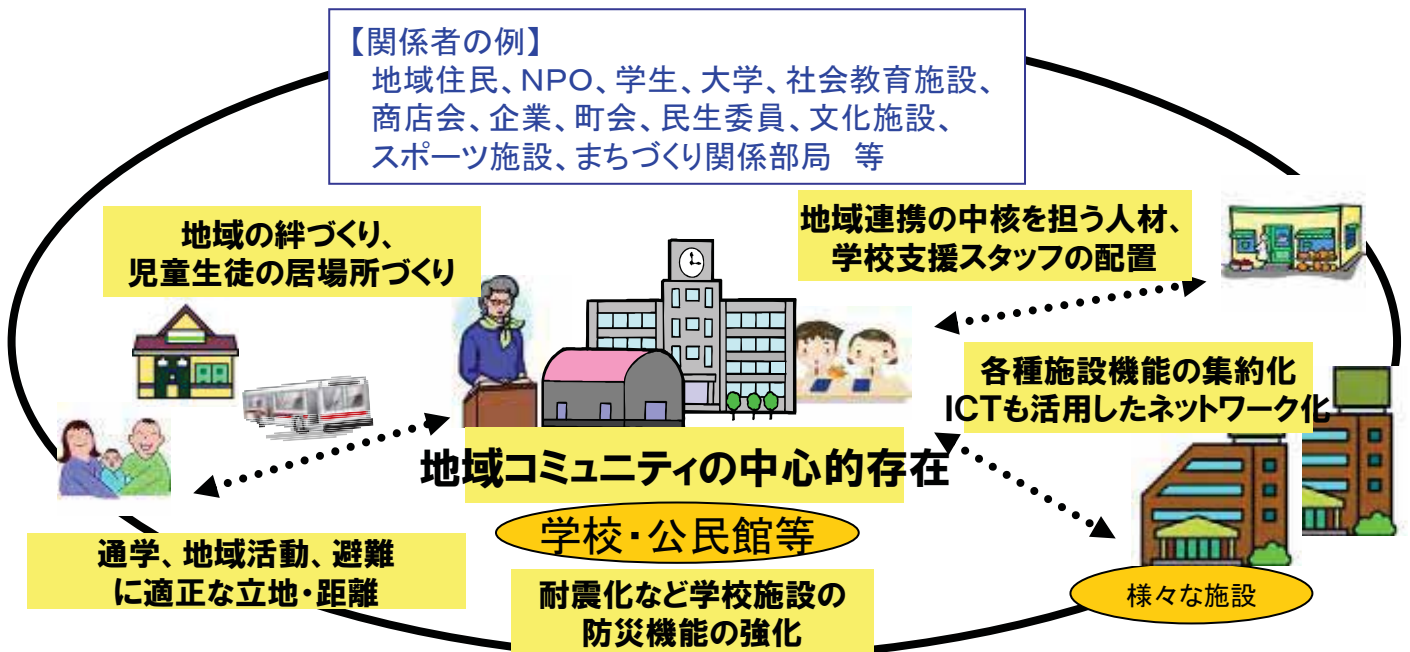 【関係者の例】
地域住民、NPO、学生、大学、社会教育施設、
商店会、企業、町会、民生委員、文化施設、
スポーツ施設、まちづくり関係部局　等
地域の絆づくり、
児童生徒の居場所づくり
地域連携の中核を担う人材、
学校支援スタッフの配置
各種施設機能の集約化
ICTも活用したネットワーク化
地域コミュニティの中心的存在
学校・公民館等
通学、地域活動、避難
に適正な立地・距離
耐震化など学校施設の
防災機能の強化
様々な施設